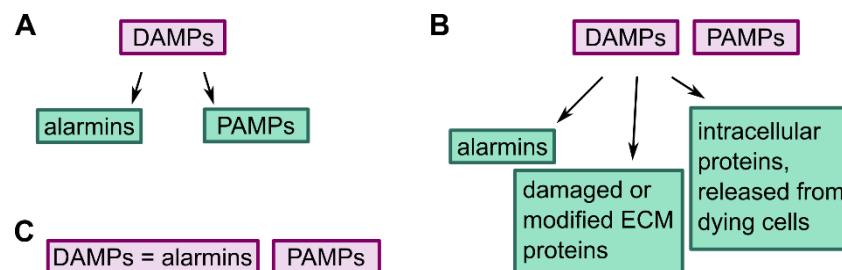 A
DAMPs
alarmins
PAMPs
B
DAMPs
PAMPs
alarmins
damaged or
modified ECM
proteins
intracellular
proteins,
released from
dying cells
C
DAMPs = alarmins
PAMPs